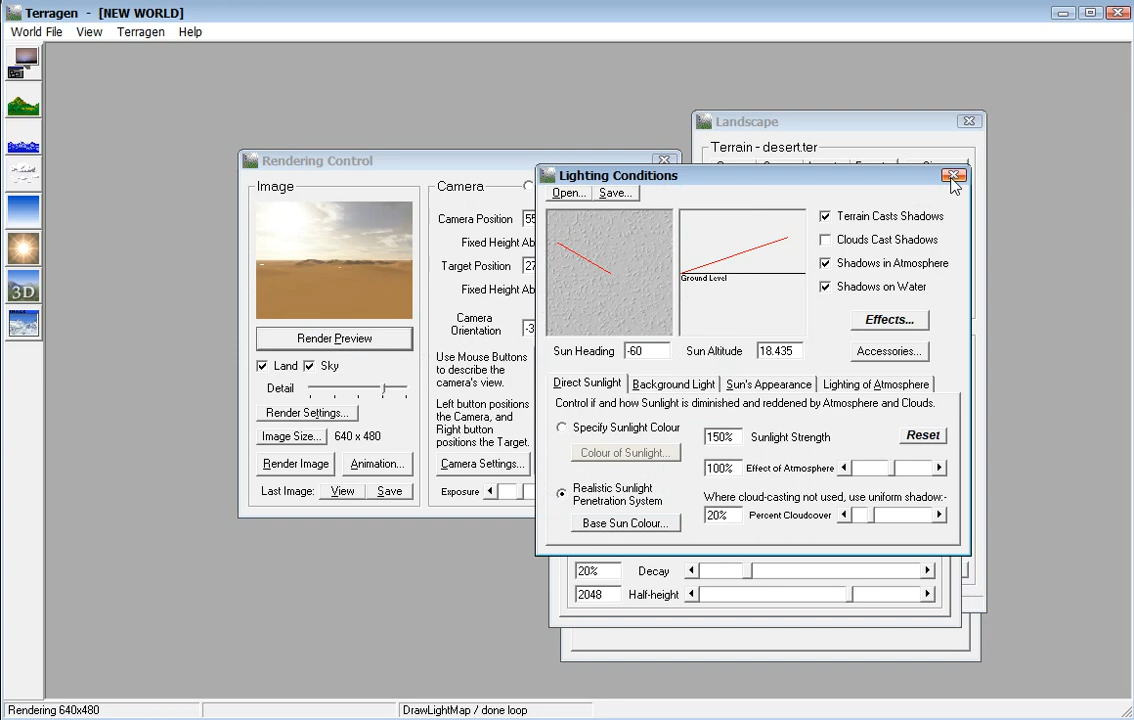 Terragen - [NEW WORLD]
World File View Terragen Help
Landscape
Terrain - desert.ter
Rendering Control
Image
Render Preview
Land Sky
Detail
Render Settings...
Image Size... 640 x 480
Render Image Animation...
Last Image: View Save
Camera
Camera Position 55
Fixed Height Ab
Target Position 27
Fixed Height Ab
Camera
Orientation -3
Use Mouse Buttons
to describe the
camera's view.
Left button positions
the Camera, and
Right button
positions the Target.
Camera Settings...
Exposure
Lighting Conditions
Open... Save...
Ground Level
Terrain Casts Shadows
Clouds Cast Shadows
Shadows in Atmosphere
Shadows on Water
Effects...
Sun Heading -60 Sun Altitude 18.435 Accessories...
Direct Sunlight Background Light Sun's Appearance Lighting of Atmosphere
Control if and how Sunlight is diminished and reddened by Atmosphere and Clouds.
Specify Sunlight Colour
Colour of Sunlight...
150% Sunlight Strength Reset
100% Effect of Atmosphere
Realistic Sunlight
Penetration System
Base Sun Colour...
Where cloud-casting not used, use uniform shadow:-
20% Percent Cloudcover
20% Decay
2048 Half-height
Rendering 640x480 DrawLightMap / done loop